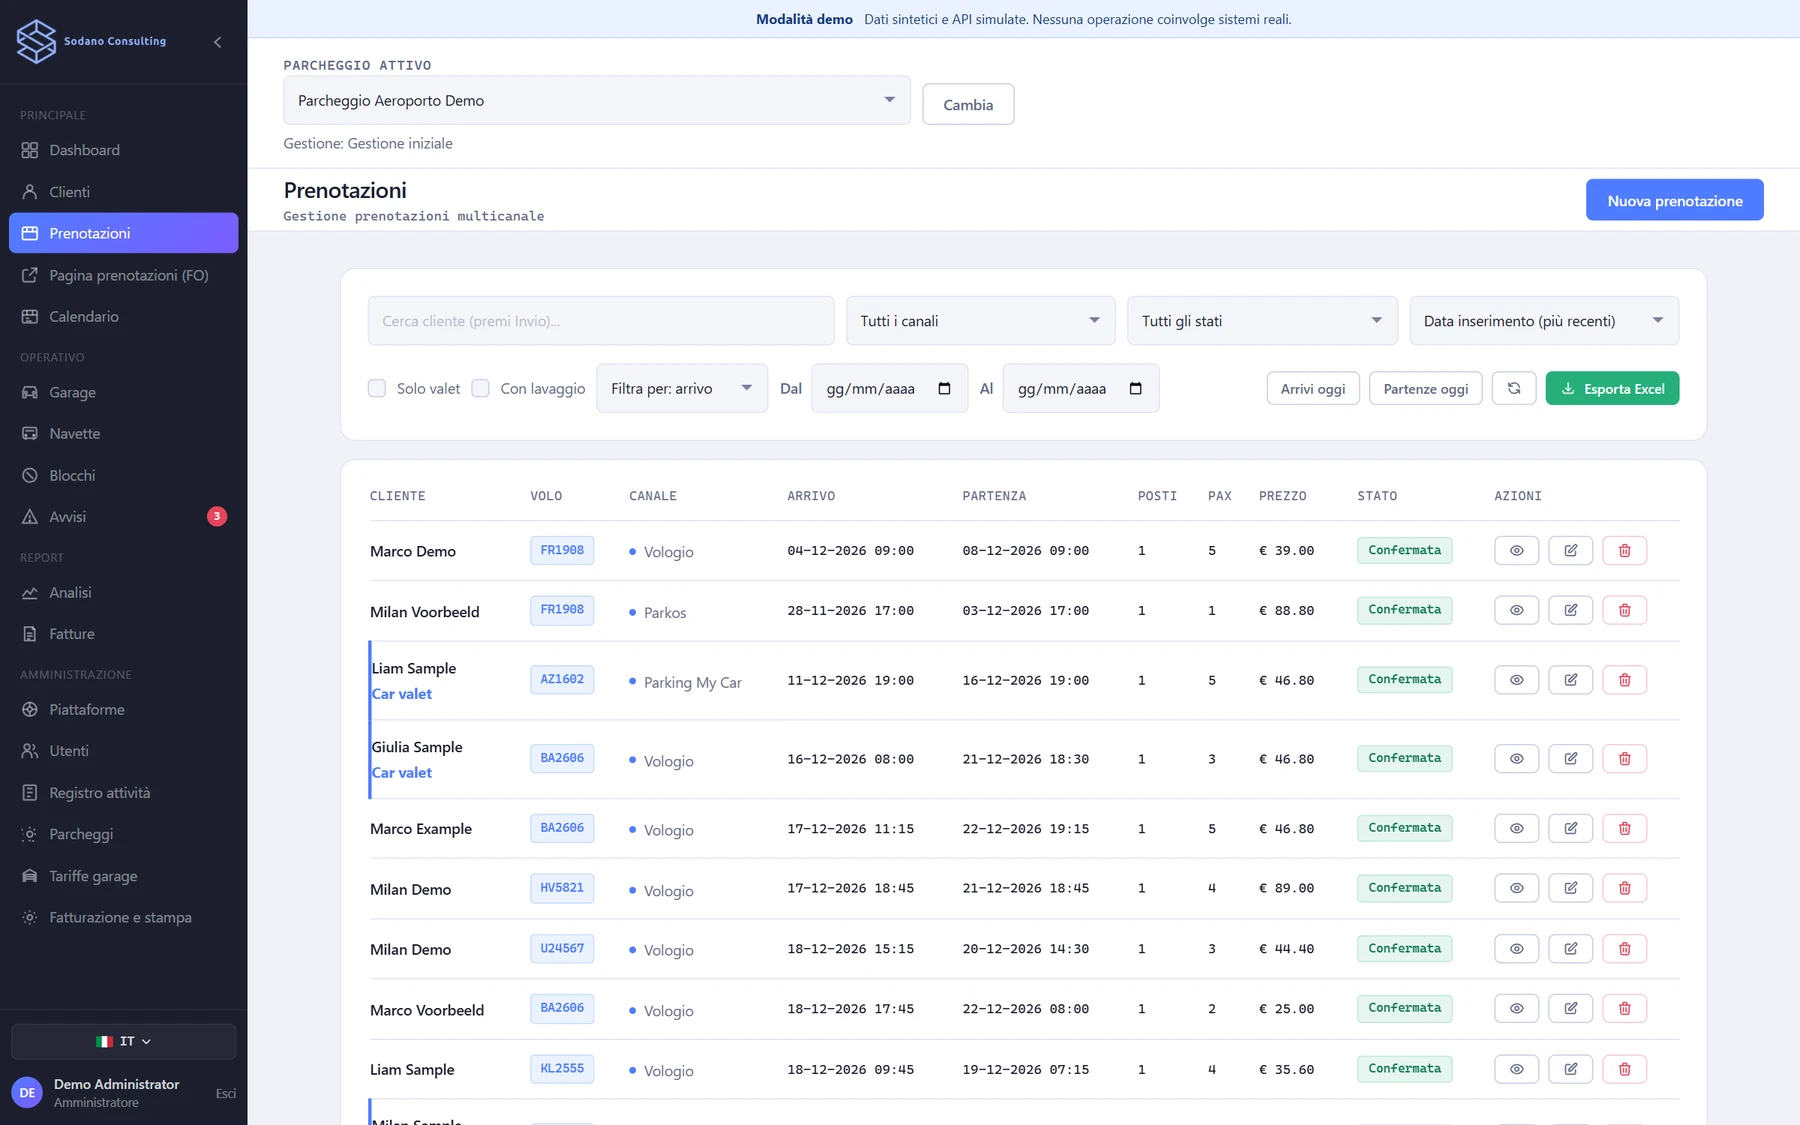 Sodano Consulting
PRINCIPALE
Dashboard
Clienti
Prenotazioni
Pagina prenotazioni (FO)
Calendario
OPERATIVO
Garage
Navette
Blocchi
Avvisi 3
REPORT
Analisi
Fatture
AMMINISTRAZIONE
Piattaforme
Utenti
Registro attività
Parcheggi
Tariffe garage
Fatturazione e stampa
IT
DE Demo Administrator
Amministratore
Esci
Modalità demo Dati sintetici e API simulate. Nessuna operazione coinvolge sistemi reali.
PARCHEGGIO ATTIVO
Parcheggio Aeroporto Demo Cambia
Gestione: Gestione iniziale
Prenotazioni
Gestione prenotazioni multicanale
Nuova prenotazione
Cerca cliente (premi Invio)... Tutti i canali Tutti gli stati Data inserimento (più recenti)
Solo valet Con lavaggio Filtra per: arrivo Dal gg/mm/aaaa Al gg/mm/aaaa Arrivi oggi Partenze oggi Esporta Excel
CLIENTE VOLO CANALE ARRIVO PARTENZA POSTI PAX PREZZO STATO AZIONI
Marco Demo FR1908 Vologio 04-12-2026 09:00 08-12-2026 09:00 1 5 € 39.00 Confermata
Milan Voorbeeld FR1908 Parkos 28-11-2026 17:00 03-12-2026 17:00 1 1 € 88.80 Confermata
Liam Sample AZ1602 Parking My Car 11-12-2026 19:00 16-12-2026 19:00 1 5 € 46.80 Confermata
Car valet
Giulia Sample BA2606 Vologio 16-12-2026 08:00 21-12-2026 18:30 1 3 € 46.80 Confermata
Car valet
Marco Example BA2606 Vologio 17-12-2026 11:15 22-12-2026 19:15 1 5 € 46.80 Confermata
Milan Demo HV5821 Vologio 17-12-2026 18:45 21-12-2026 18:45 1 4 € 89.00 Confermata
Milan Demo U24567 Vologio 18-12-2026 15:15 20-12-2026 14:30 1 3 € 44.40 Confermata
Marco Voorbeeld BA2606 Vologio 18-12-2026 17:45 22-12-2026 08:00 1 2 € 25.00 Confermata
Liam Sample KL2555 Vologio 18-12-2026 09:45 19-12-2026 07:15 1 4 € 35.60 Confermata
Milan Sample